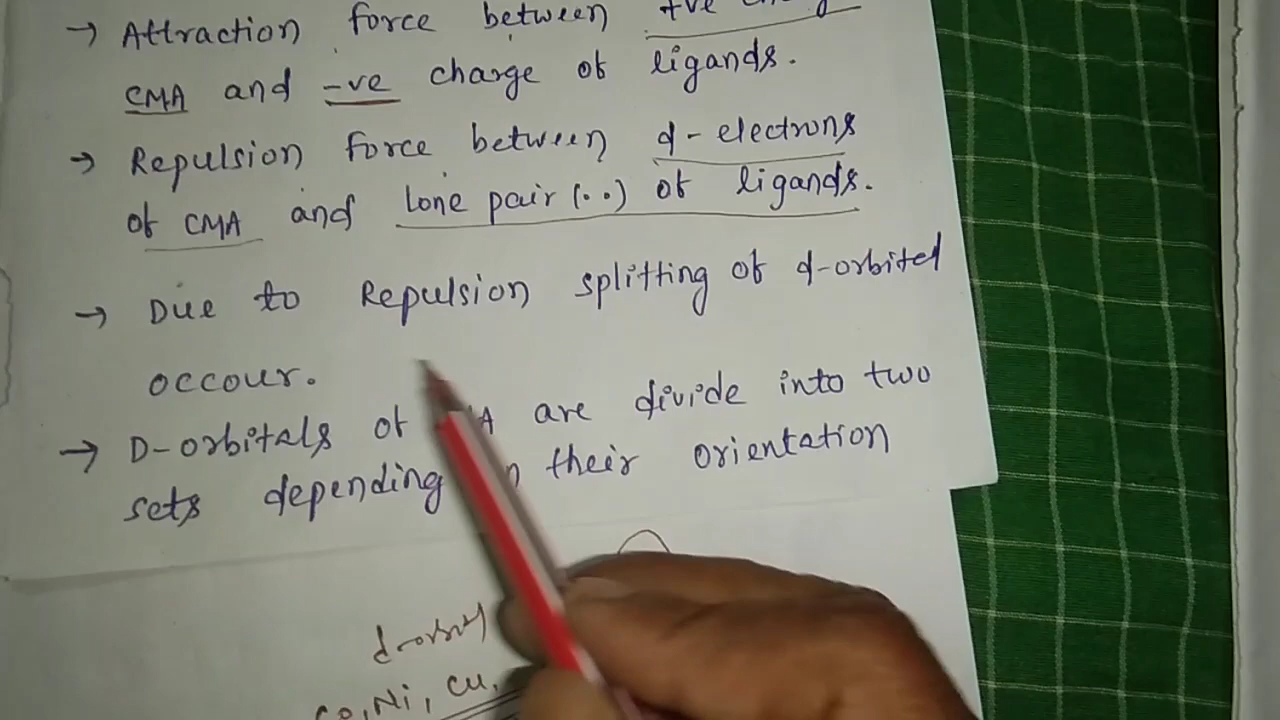 → Attraction force between +ve
CMA and -ve charge of ligands.
→ Repulsion force between d-electrons
of CMA and lone pair (..) of ligands.
→ Due to Repulsion splitting of d-orbital
occour.
→ D-orbitals of are divide into two
sets depending their orientation
Ni, Cu,